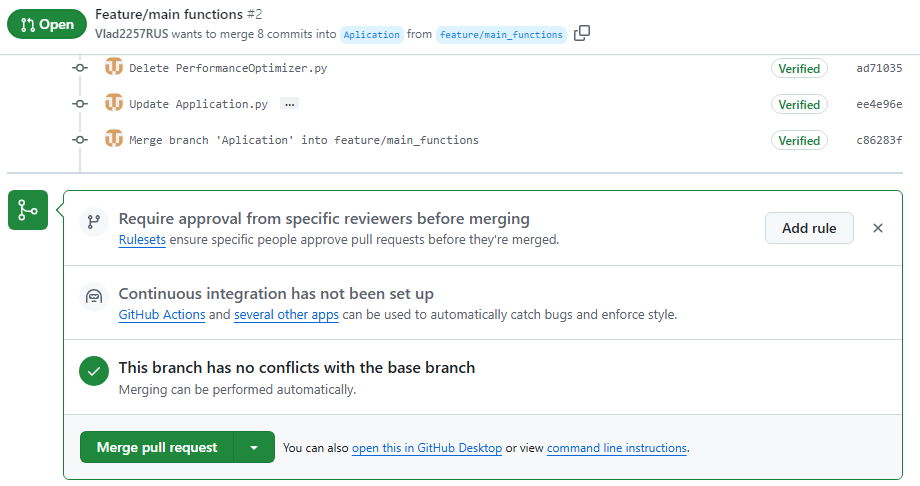 Open
Feature/main functions #2
Vlad2257RUS wants to merge 8 commits into Aplication from feature/main_functions
Delete PerformanceOptimizer.py Verified ad71035
Update Application.py ... Verified ee4e96e
Merge branch 'Aplication' into feature/main_functions Verified c86283f
Require approval from specific reviewers before merging
Rulesets ensure specific people approve pull requests before they're merged.
Add rule
Continuous integration has not been set up
GitHub Actions and several other apps can be used to automatically catch bugs and enforce style.
This branch has no conflicts with the base branch
Merging can be performed automatically.
Merge pull request
You can also open this in GitHub Desktop or view command line instructions.